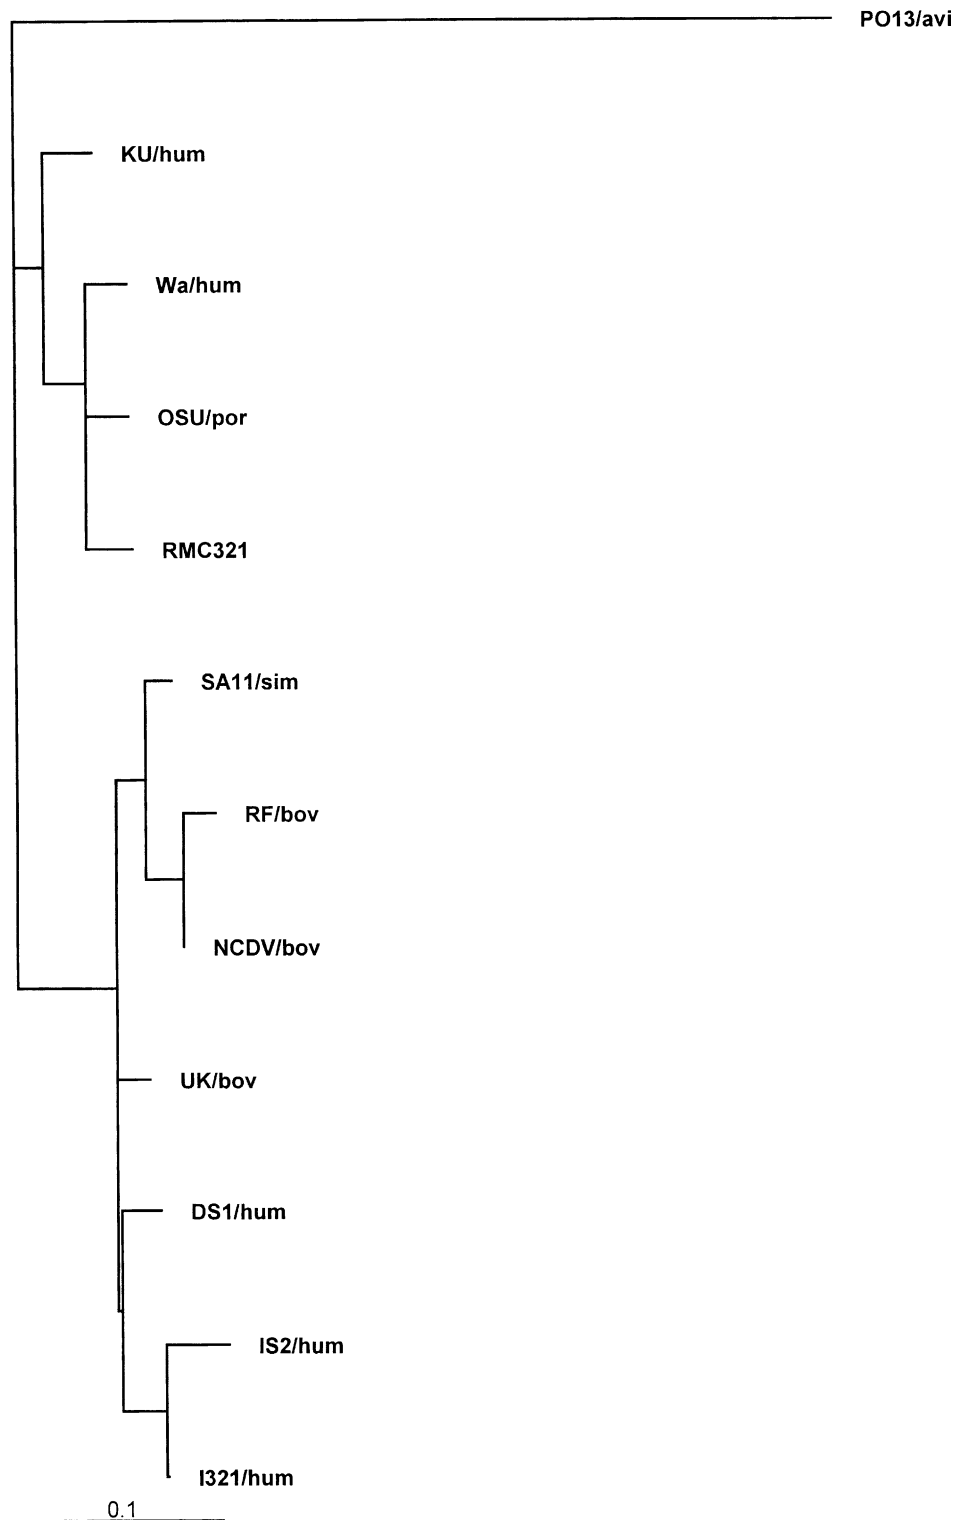 PO13/avi
KU/hum
Wa/hum
OSU/por
RMC321
SA11/sim
RF/bov
NCDV/bov
UK/bov
DS1/hum
IS2/hum
I321/hum
0.1